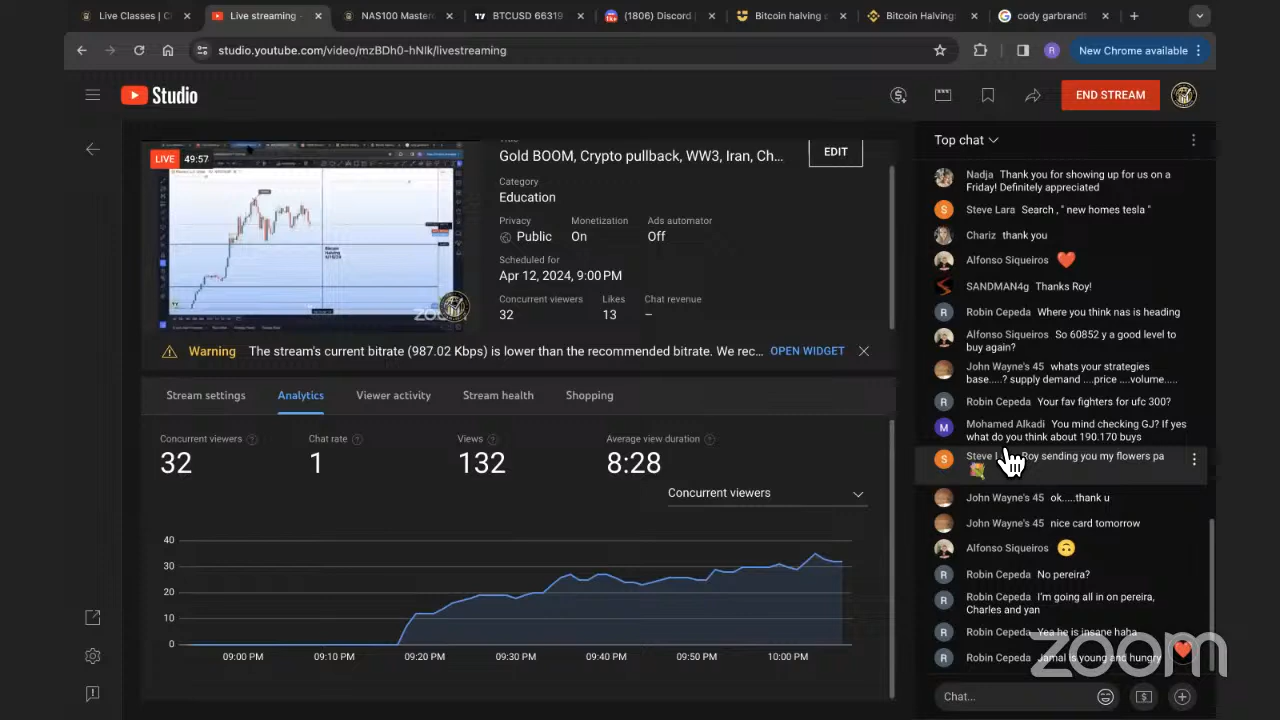 Live Classes | C
Live streaming -
NAS100 Master
BTCUSD 66319
(1806) Discord |
Bitcoin halving
Bitcoin Halving
cody garbrandt
studio.youtube.com/video/mzBDh0-hNlk/livestreaming
R
New Chrome available
Studio
END STREAM
LIVE 49:57
Gold BOOM, Crypto pullback, WW3, Iran, Ch...
EDIT
Category
Education
Privacy
Monetization
Ads automator
Public
On
Off
Scheduled for
Apr 12, 2024, 9:00 PM
Concurrent viewers
Likes
Chat revenue
32
13
–
Warning The stream's current bitrate (987.02 Kbps) is lower than the recommended bitrate. We rec...
OPEN WIDGET
Stream settings
Analytics
Viewer activity
Stream health
Shopping
Concurrent viewers
Chat rate
Views
Average view duration
32
1
132
8:28
Concurrent viewers
40
30
20
10
0
09:00 PM
09:10 PM
09:20 PM
09:30 PM
09:40 PM
09:50 PM
10:00 PM
Top chat
Nadja Thank you for showing up for us on a
Friday! Definitely appreciated
Steve Lara Search , " new homes tesla "
Chariz thank you
Alfonso Siqueiros ❤️
SANDMAN4g Thanks Roy!
Robin Cepeda Where you think nas is heading
Alfonso Siqueiros So 60852 y a good level to
buy again?
John Wayne's 45 whats your strategies
base.....? supply demand ....price ....volume.....
Robin Cepeda Your fav fighters for ufc 300?
Mohamed Alkadi You mind checking GJ? If yes
what do you think about 190.170 buys
Steve Roy sending you my flowers pa
💐
John Wayne's 45 ok.....thank u
John Wayne's 45 nice card tomorrow
Alfonso Siqueiros 🙃
Robin Cepeda No pereira?
Robin Cepeda I'm going all in on pereira,
Charles and yan
Robin Cepeda Yea he is insane haha
Robin Cepeda Jamal is young and hungry
Chat...
zoom